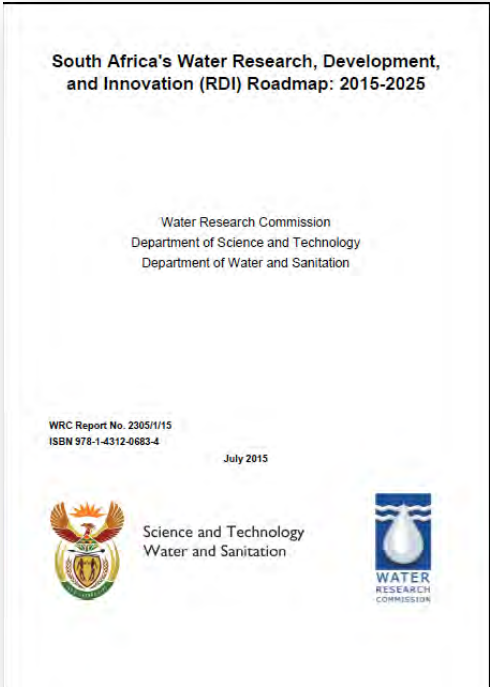 South Africa's Water Research, Development,
and Innovation (RDI) Roadmap: 2015-2025
Water Research Commission
Department of Science and Technology
Department of Water and Sanitation
WRC Report No. 2305/1/15
ISBN 978-1-4312-0683-4
July 2015
Science and Technology
Water and Sanitation
WATER
RESEARCH
COMMISSION